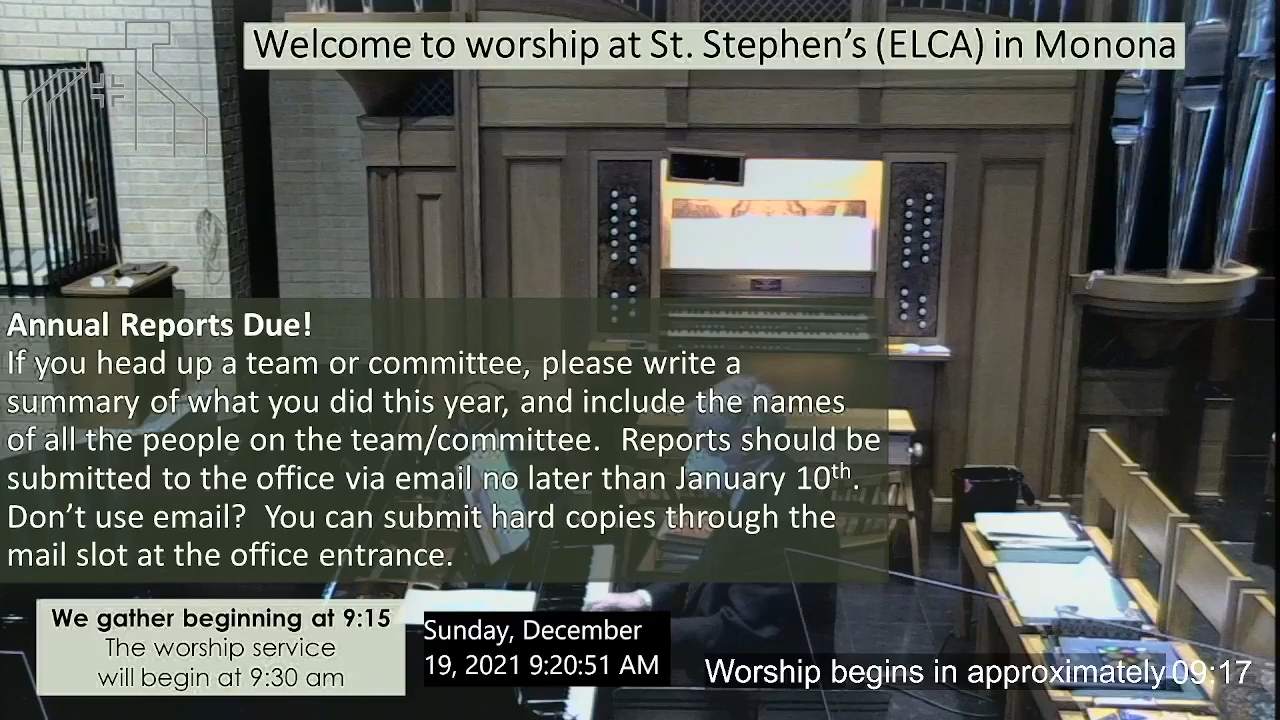 Welcome to worship at St. Stephen's (ELCA) in Monona
Annual Reports Due!
If you head up a team or committee, please write a
summary of what you did this year, and include the names
of all the people on the team/committee.  Reports should be
submitted to the office via email no later than January 10th.
Don't use email?  You can submit hard copies through the
mail slot at the office entrance.
We gather beginning at 9:15
The worship service
will begin at 9:30 am
Sunday, December
19, 2021 9:20:51 AM
Worship begins in approximately 09:17